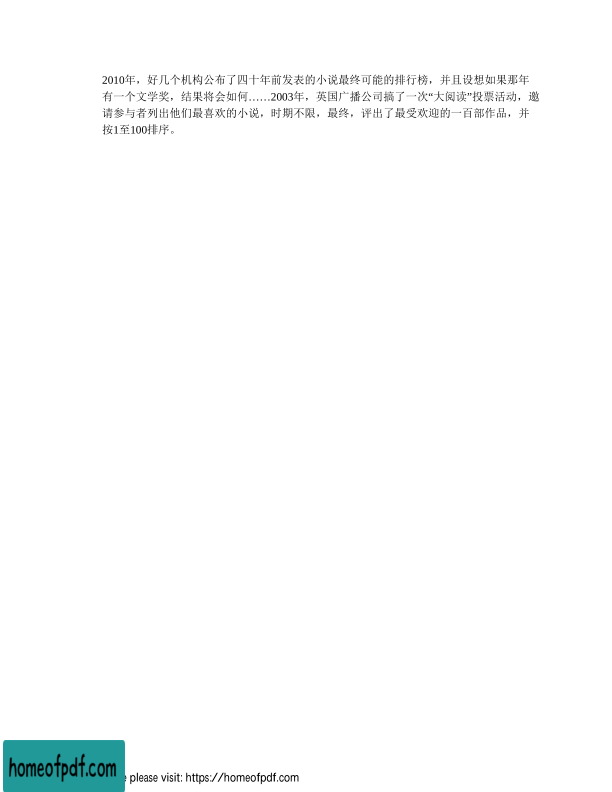 2010年，好几个机构公布了四十年前发表的小说最终可能的排行榜，并且设想如果那年
有一个文学奖，结果将会如何……2003年，英国广播公司搞了一次“大阅读”投票活动，邀
请参与者列出他们最喜欢的小说，时期不限，最终，评出了最受欢迎的一百部作品，并
按1至100排序。
homeofpdf.com
e please visit: https://homeofpdf.com